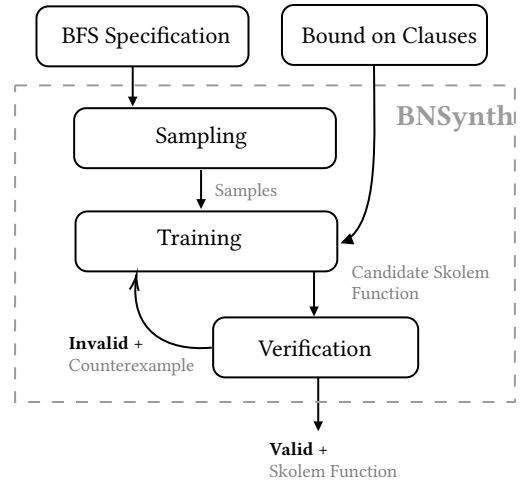 BFS Specification
Bound on Clauses
BNSynth
Sampling
Samples
Training
Candidate Skolem
Function
Invalid +
Counterexample
Verification
Valid +
Skolem Function